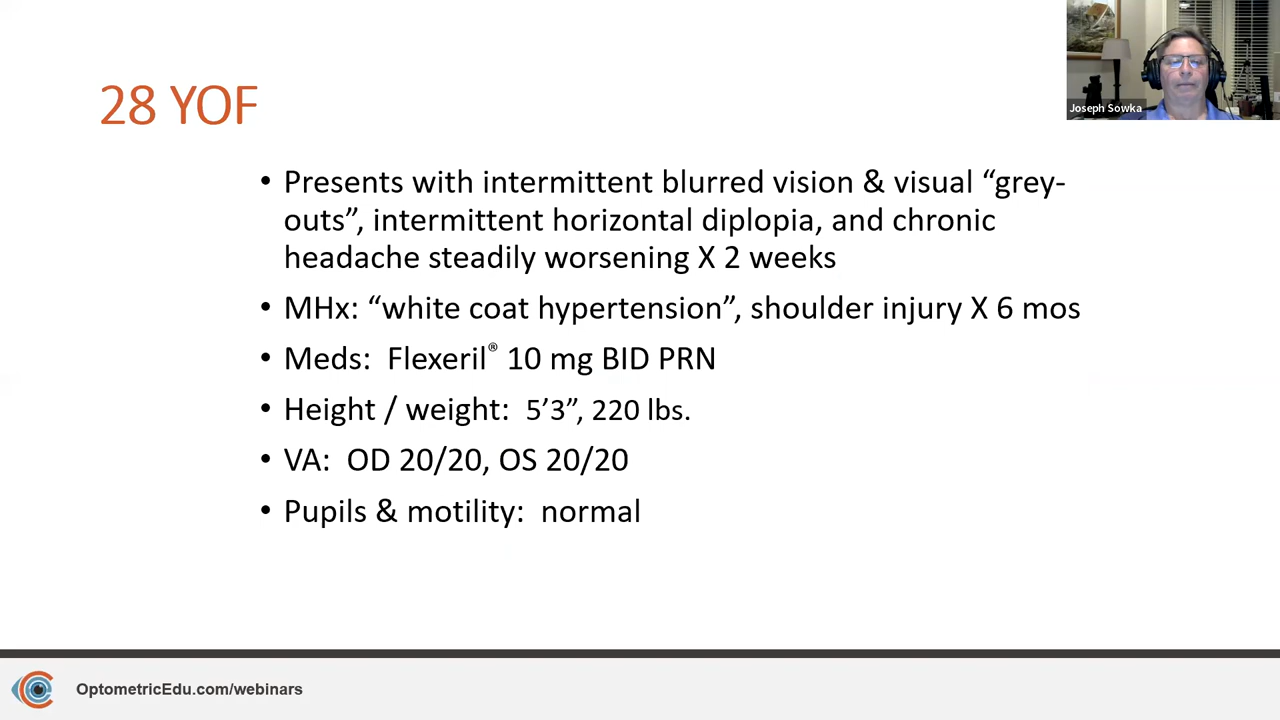 Joseph Sowka
28 YOF
• Presents with intermittent blurred vision & visual “grey-
outs”, intermittent horizontal diplopia, and chronic
headache steadily worsening X 2 weeks
• MHx: “white coat hypertension”, shoulder injury X 6 mos
• Meds: Flexeril® 10 mg BID PRN
• Height / weight: 5’3”, 220 lbs.
• VA: OD 20/20, OS 20/20
• Pupils & motility: normal
OptometricEdu.com/webinars